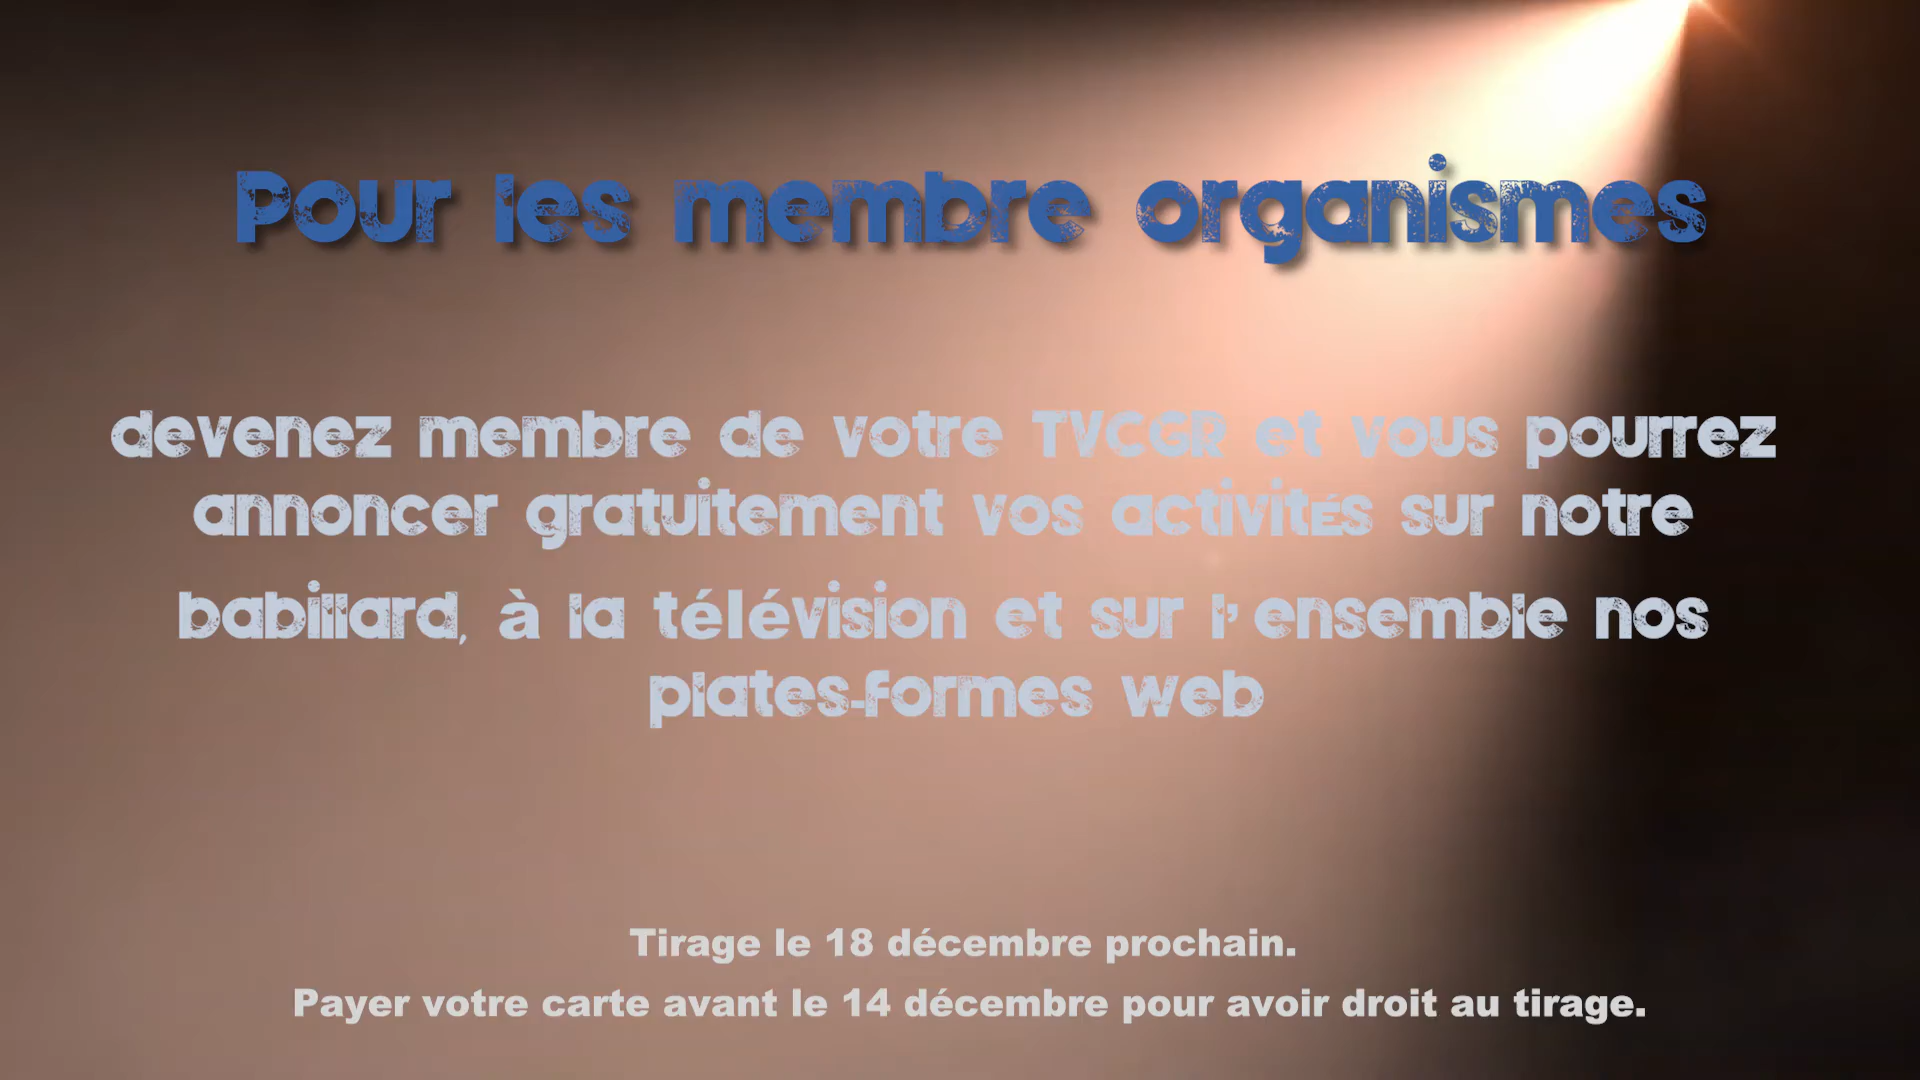 Pour les membre organismes
devenez membre de votre TVCGR et vous pourrez
annoncer gratuitement vos activitÉs sur notre
babillard, à la télévision et sur l'ensemble nos
plates-formes web
Tirage le 18 décembre prochain.
Payer votre carte avant le 14 décembre pour avoir droit au tirage.